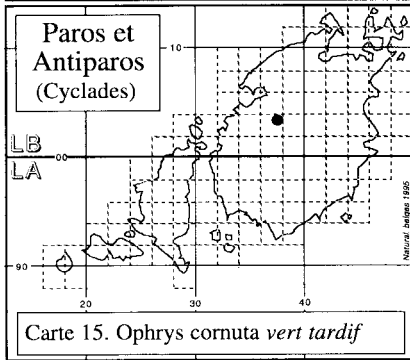 Paros et
Antiparos
(Cyclades)
10
LB
00
LA
90
20
30
40
Natural. belges 1995
Carte 15. Ophrys cornuta vert tardif